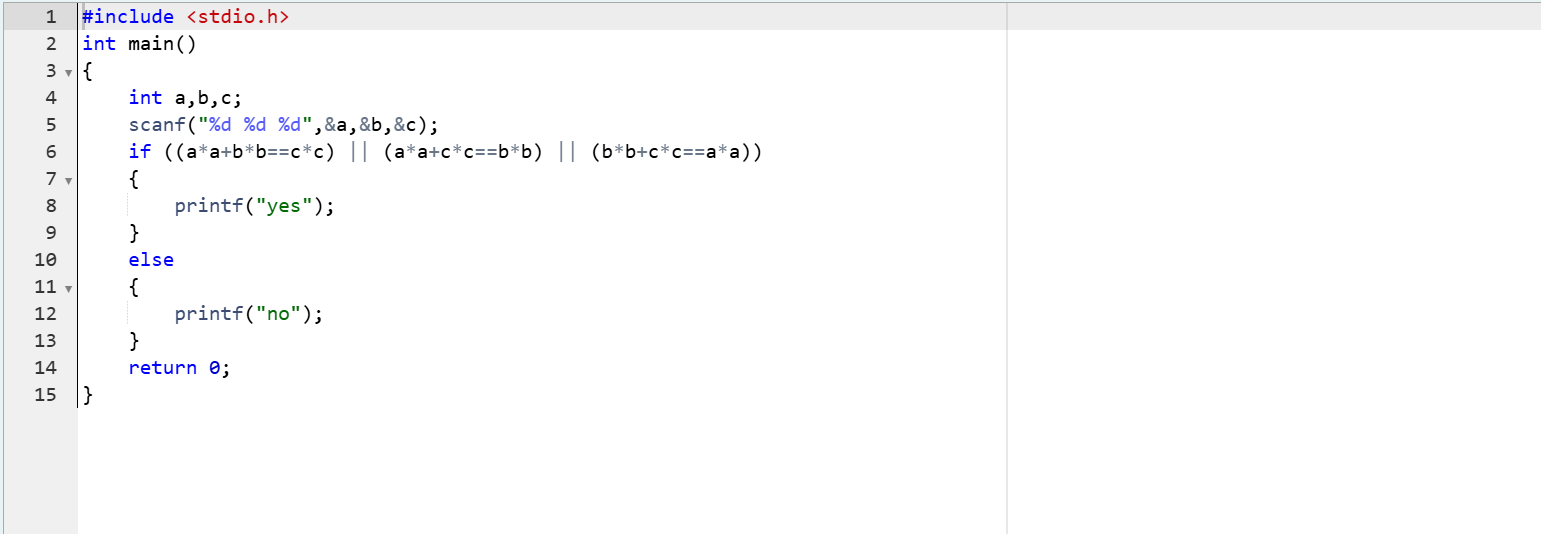 1 #include <stdio.h>
2 int main()
3 {
4     int a,b,c;
5     scanf("%d %d %d",&a,&b,&c);
6     if ((a*a+b*b==c*c) || (a*a+c*c==b*b) || (b*b+c*c==a*a))
7     {
8         printf("yes");
9     }
10     else
11     {
12         printf("no");
13     }
14     return 0;
15 }